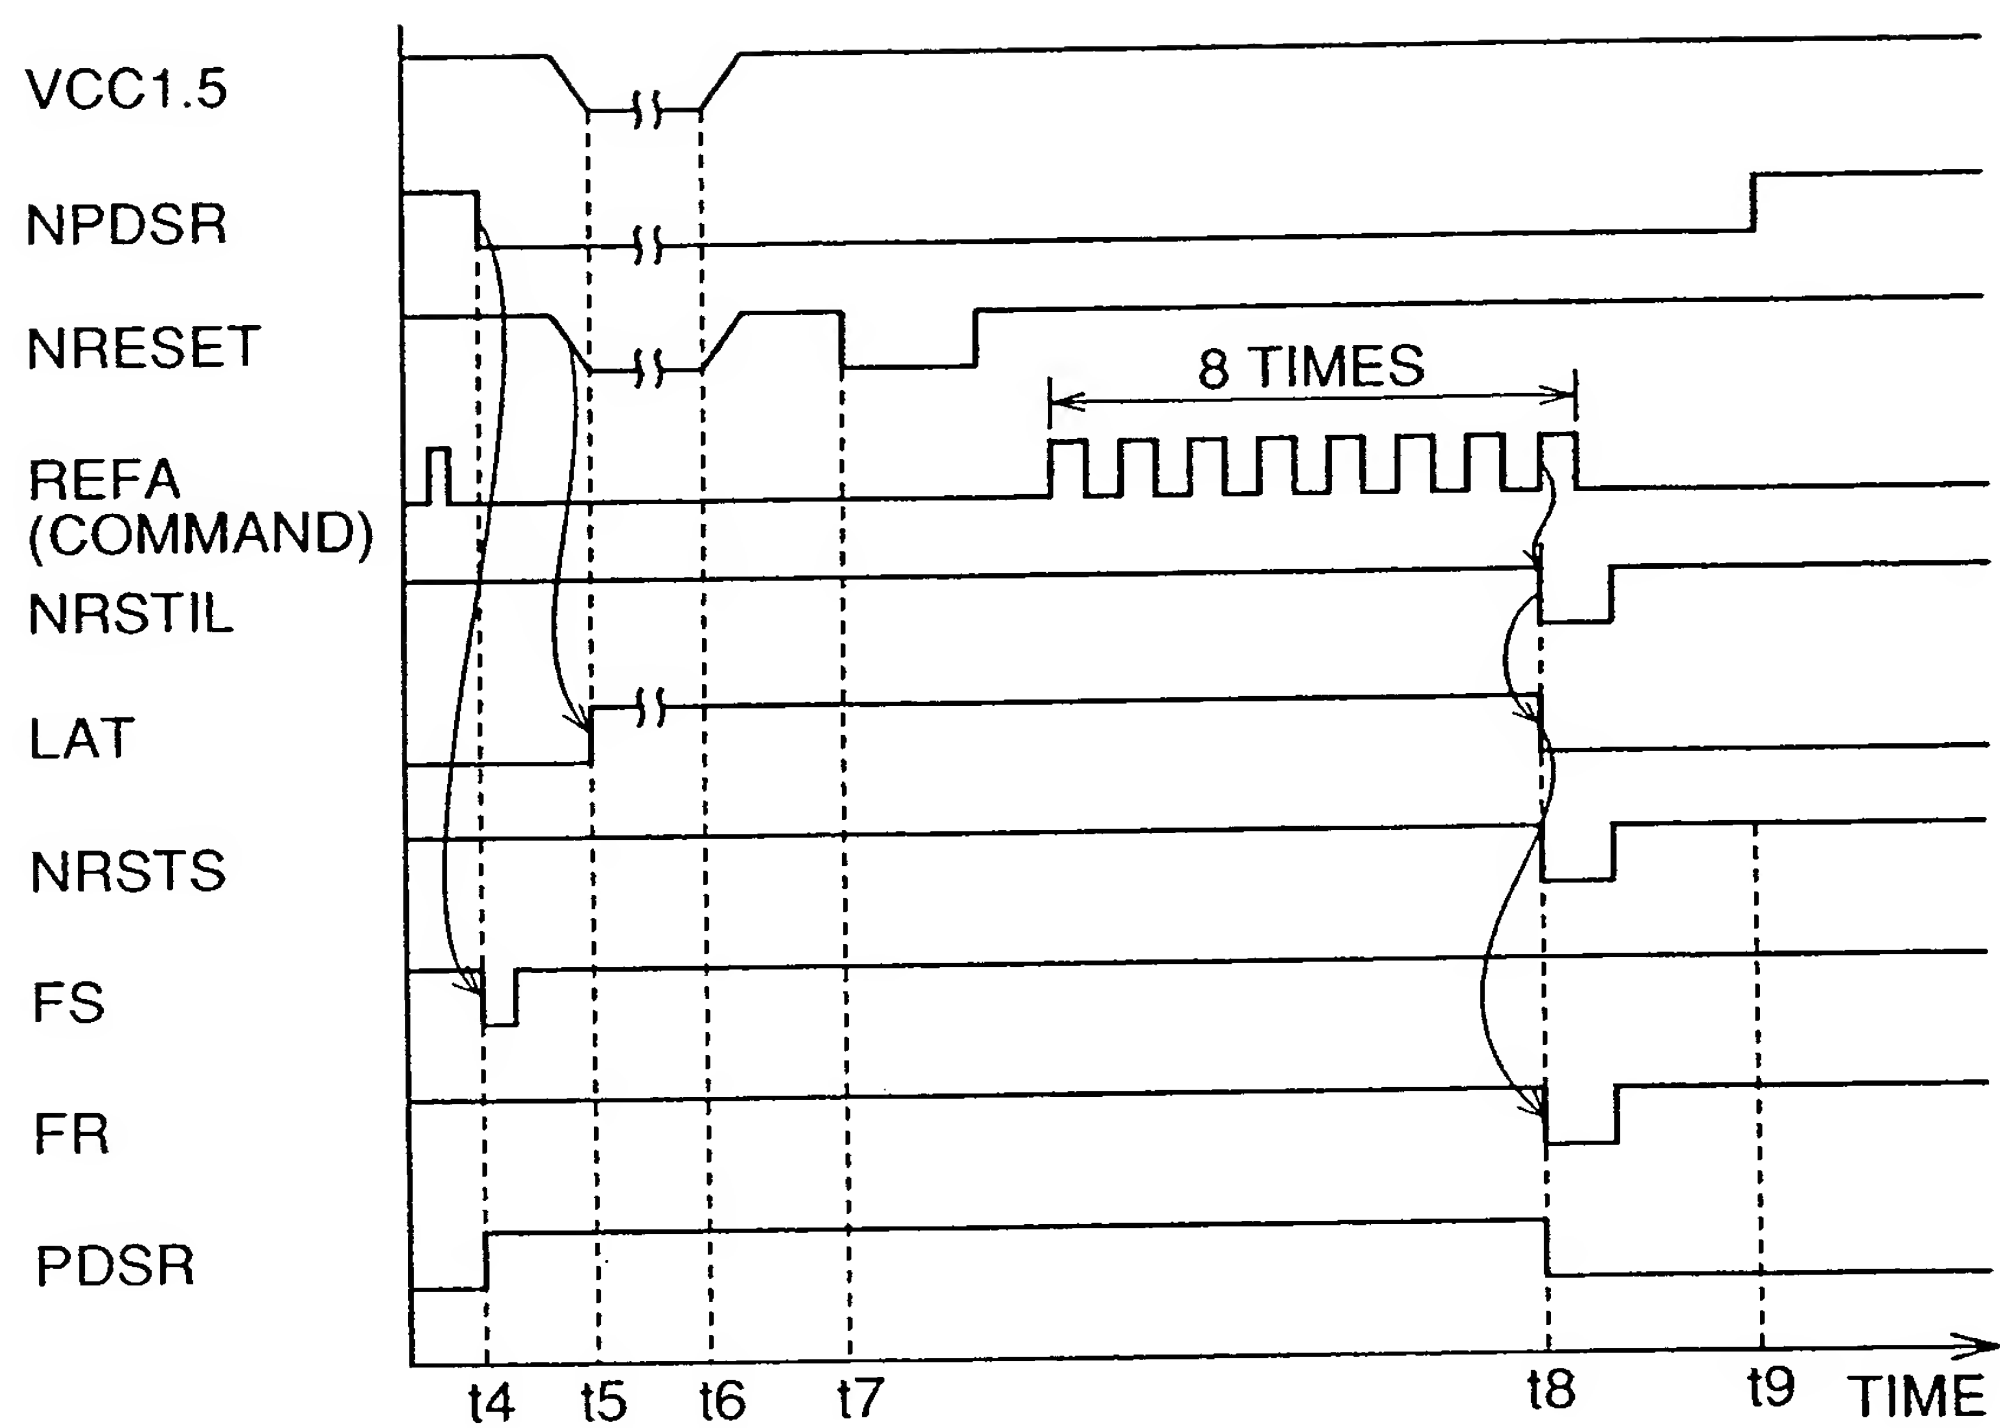 VCC1.5
NPDSR
NRESET
8 TIMES
REFA
(COMMAND)
NRSTIL
LAT
NRSTS
FS
FR
PDSR
t4 t5 t6 t7 t8 t9 TIME